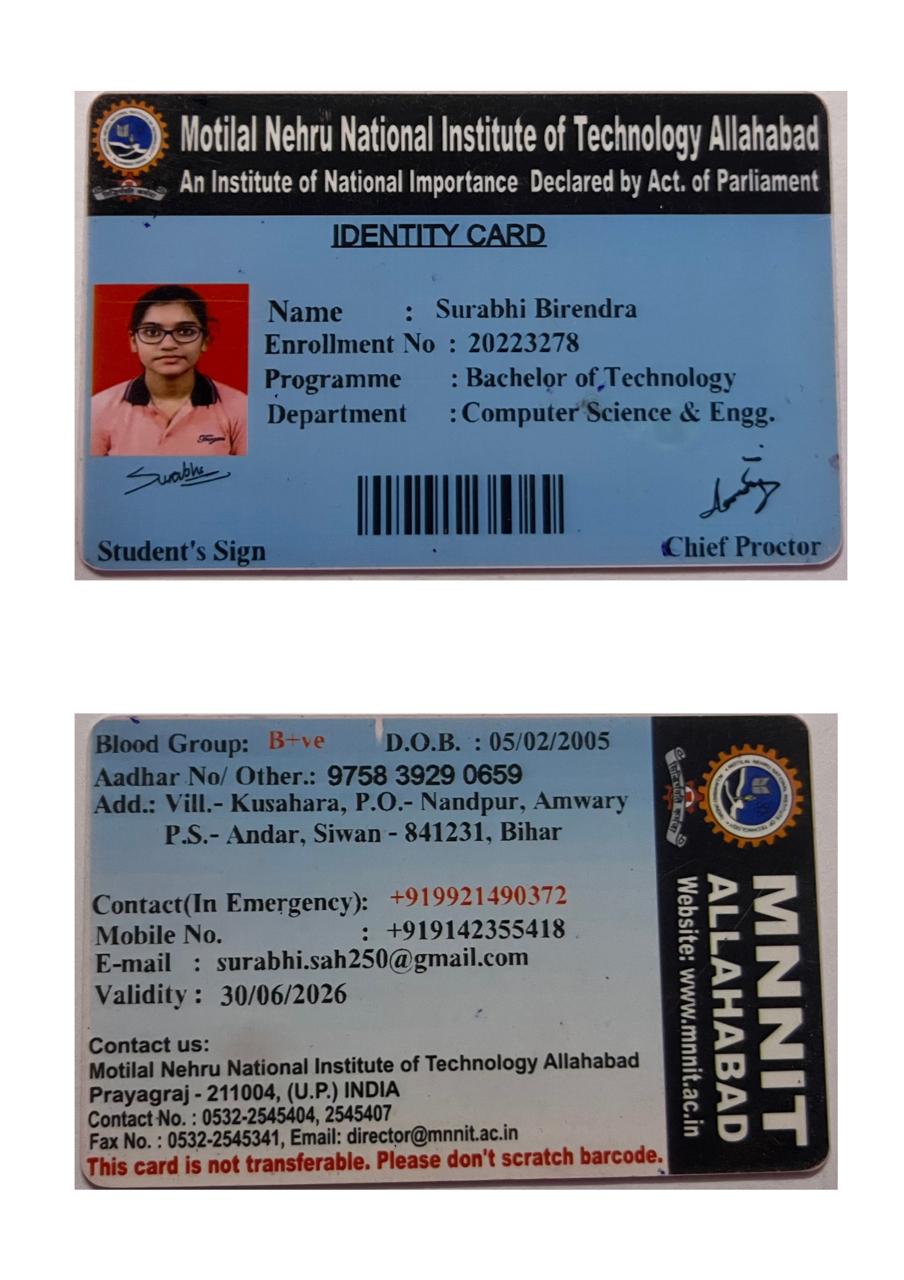 Motilal Nehru National Institute of Technology Allahabad
An Institute of National Importance Declared by Act. of Parliament
IDENTITY CARD
Name : Surabhi Birendra
Enrollment No : 20223278
Programme : Bachelor of Technology
Department : Computer Science & Engg.
Surabhi
Student's Sign
Chief Proctor
Blood Group: B+ve D.O.B. : 05/02/2005
Aadhar No/ Other.: 9758 3929 0659
Add.: Vill.- Kusahara, P.O.- Nandpur, Amwary
P.S.- Andar, Siwan - 841231, Bihar
Contact(In Emergency): +919921490372
Mobile No. : +919142355418
E-mail : surabhi.sah250@gmail.com
Validity : 30/06/2026
Contact us:
Motilal Nehru National Institute of Technology Allahabad
Prayagraj - 211004, (U.P.) INDIA
Contact No. : 0532-2545404, 2545407
Fax No. : 0532-2545341, Email: director@mnnit.ac.in
This card is not transferable. Please don't scratch barcode.
MNNIT
ALLAHABAD
Website: www.mnnit.ac.in